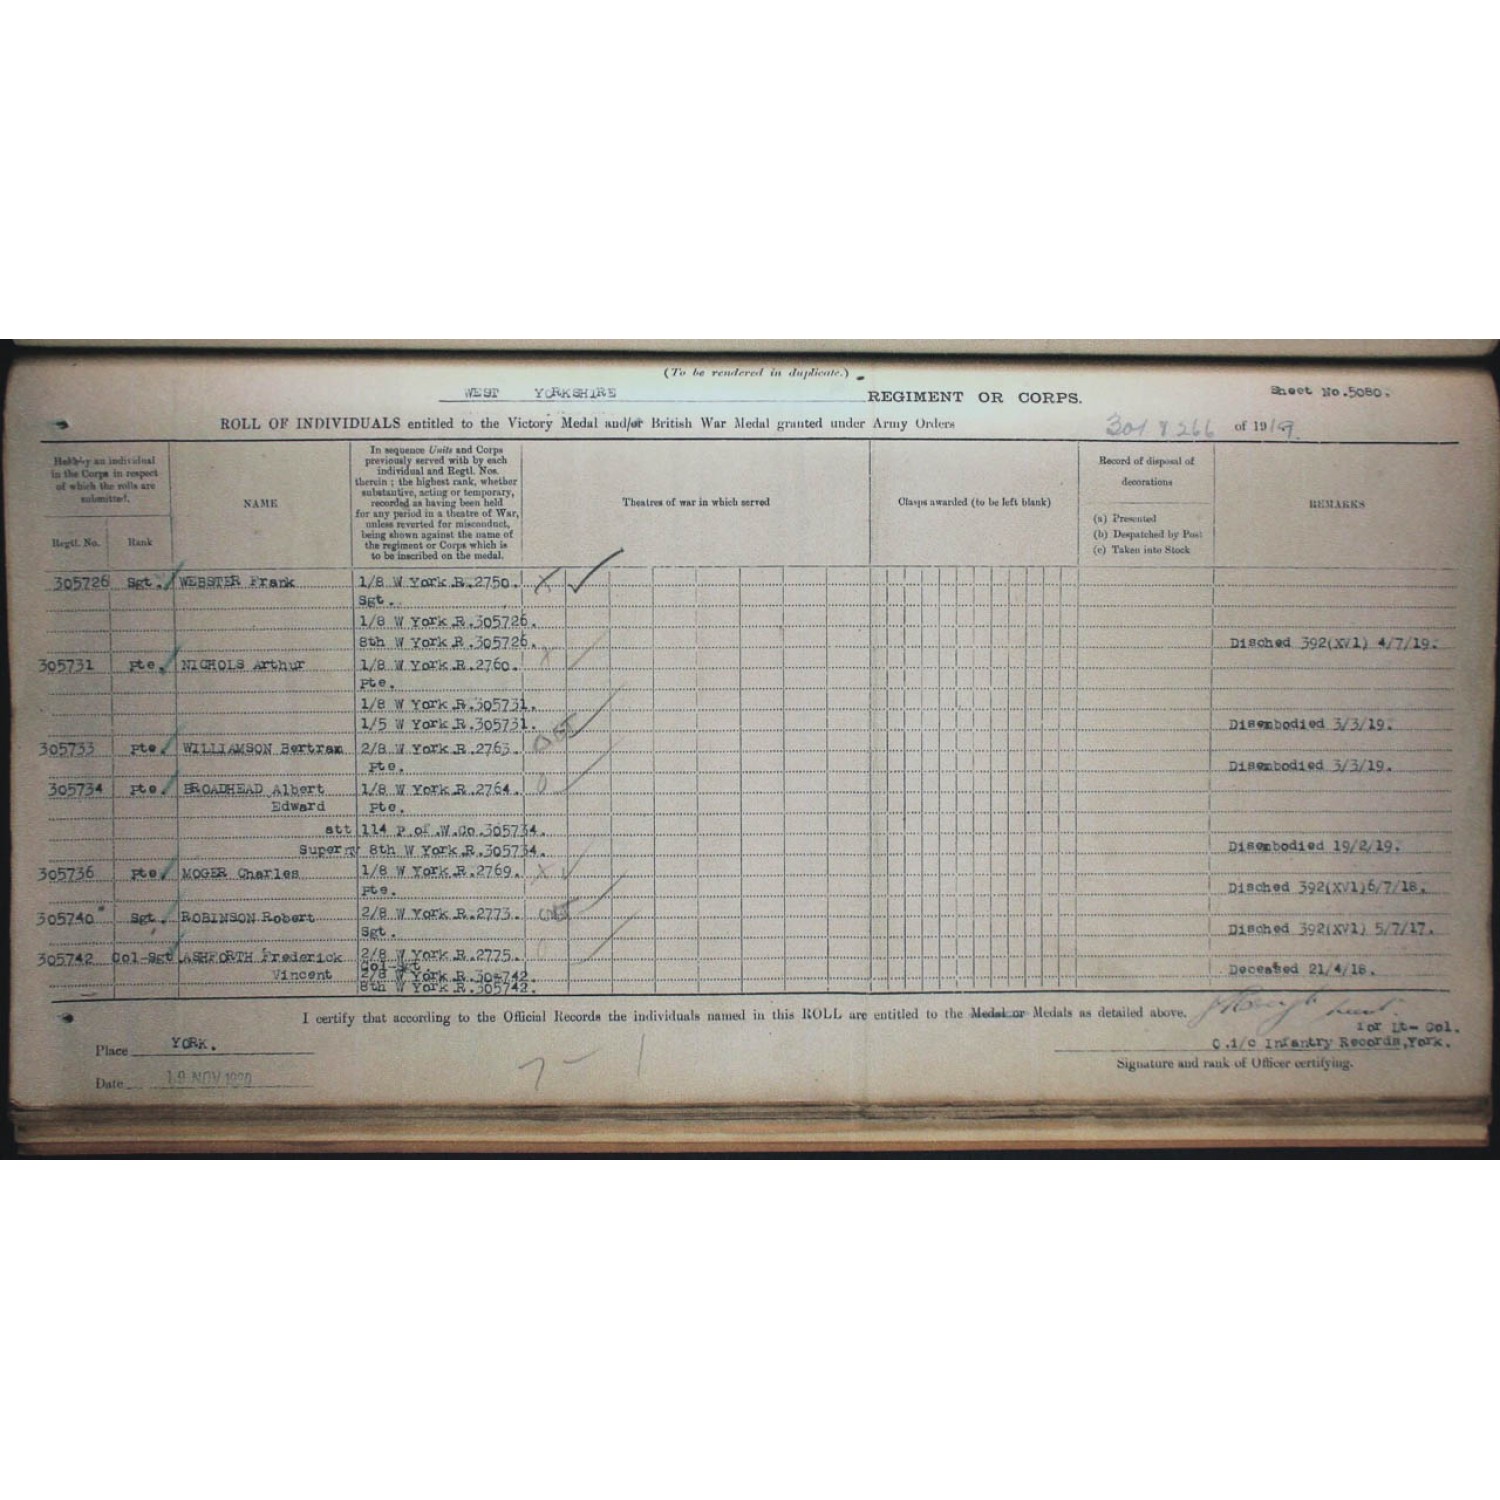 (To be rendered in duplicate.)
WEST YORKSHIRE REGIMENT OR CORPS. Sheet No.5080.
ROLL OF INDIVIDUALS entitled to the Victory Medal and/or British War Medal granted under Army Orders 301 & 266 of 1919.
Held by an individual in the Corps in respect of which the rolls are submitted.
Regtl. No. Rank
NAME
In sequence Units and Corps
previously served with by each
individual and Regtl. Nos.
therein ; the highest rank, whether
substantive, acting or temporary,
recorded as having been held
for any period in a theatre of War,
unless reverted for misconduct,
being shown against the name of
the regiment or Corps which is
to be inscribed on the medal.
Theatres of war in which served
Clasps awarded (to be left blank)
Record of disposal of
decorations
(a) Presented
(b) Despatched by Post
(c) Taken into Stock
REMARKS
305726 Sgt. WEBSTER Frank 1/8 W York R.2750. X
Sgt.
1/8 W York R.305726.
8th W York R.305726. Disched 392(XV1) 4/7/19.
305731 Pte. NICHOLS Arthur 1/8 W York R.2760. X
Pte.
1/8 W York R.305731.
1/5 W York R.305731. Disembodied 3/3/19.
305733 Pte. WILLIAMSON Bertram 2/8 W York R.2763.
Pte. Disembodied 3/3/19.
305734 Pte. BROADHEAD Albert 1/8 W York R.2764. O
Edward Pte.
att 114 P.of.W.Co.305734.
Superny 8th W York R.305734. Disembodied 19/2/19.
305736 Pte. MOGER Charles 1/8 W York R.2769. X
Pte. Disched 392(XV1)6/7/18.
305740 Sgt. ROBINSON Robert 2/8 W York R.2773.
Sgt. Disched 392(XV1) 5/7/17.
305742 Col-Sgt ASHFORTH Frederick 2/8 W York R.2775.
Col-Sgt
Vincent 2/8 W York R.305742. Deceased 21/4/18.
8th W York R.305742.
I certify that according to the Official Records the individuals named in this ROLL are entitled to the Medal or Medals as detailed above.
for Lt-Col.
Place YORK. O.i/c Infantry Records,York.
Signature and rank of Officer certifying.
Date 19 NOV 1920